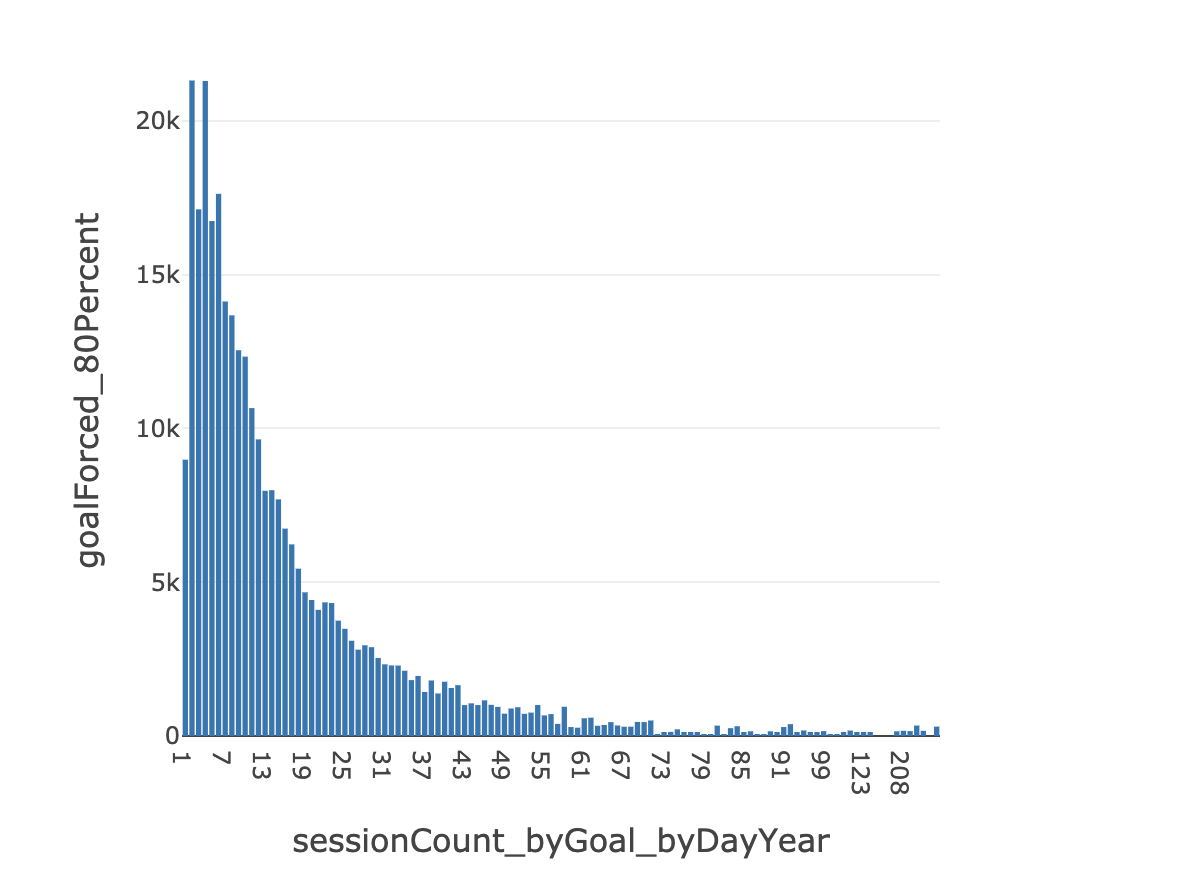 goalForced_80Percent
20k
15k
10k
5k
0
1 7 13 19 25 31 37 43 49 55 61 67 73 79 85 91 99 123 208
sessionCount_byGoal_byDayYear